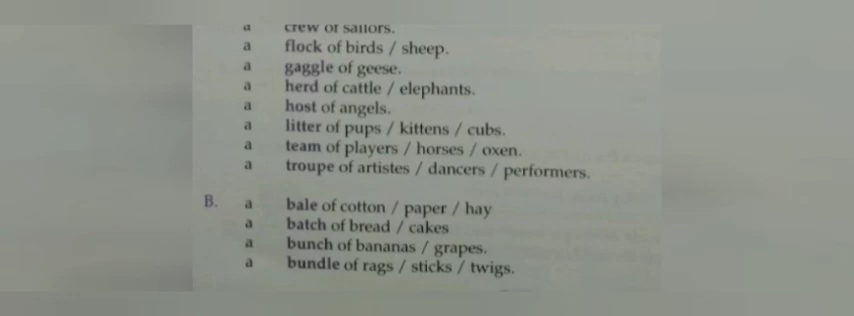 a crew of sailors.
a flock of birds / sheep.
a gaggle of geese.
a herd of cattle / elephants.
a host of angels.
a litter of pups / kittens / cubs.
a team of players / horses / oxen.
a troupe of artistes / dancers / performers.
B. a bale of cotton / paper / hay
a batch of bread / cakes
a bunch of bananas / grapes.
a bundle of rags / sticks / twigs.